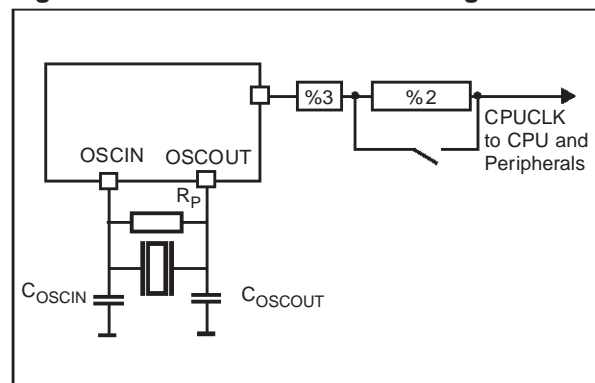 %3
%2
CPUCLK
to CPU and
Peripherals
OSCIN OSCOUT
RP
COSCIN
COSCOUT